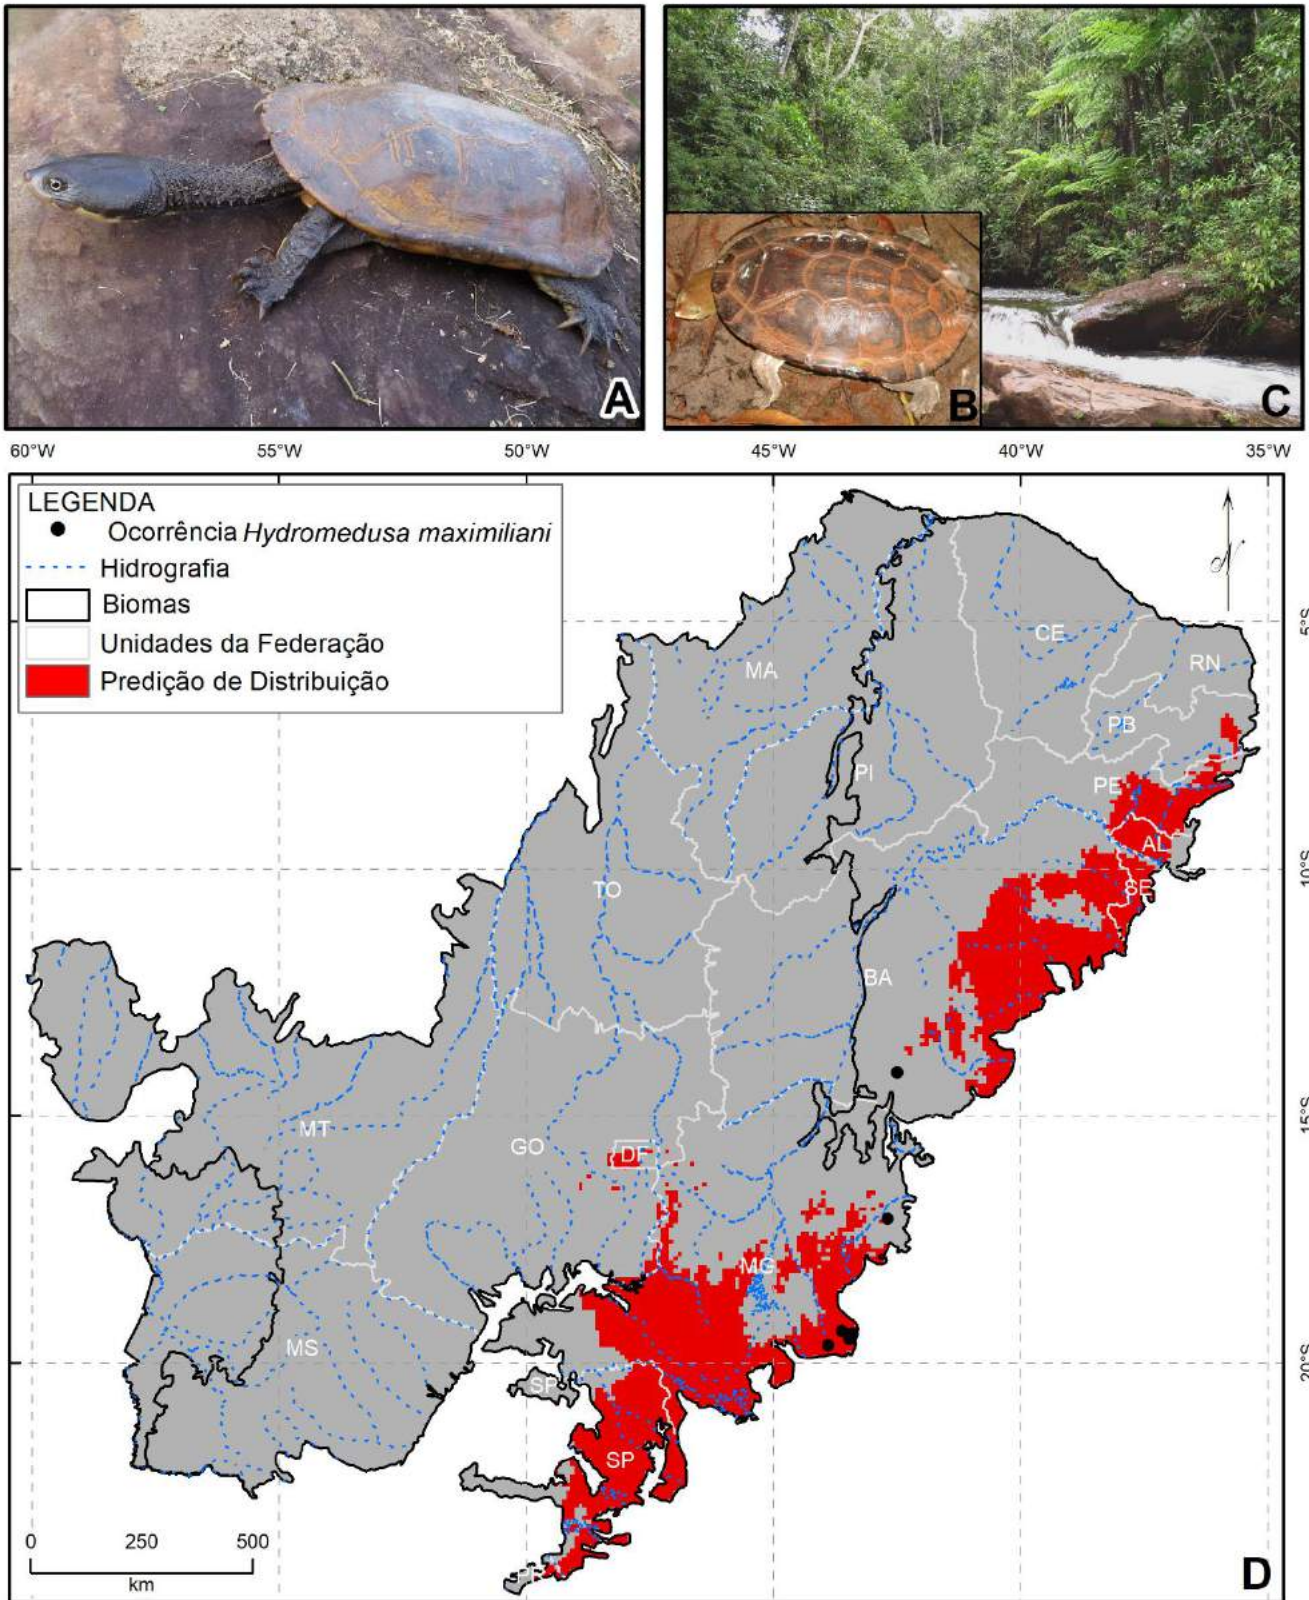 A
B
C
60°W 55°W 50°W 45°W 40°W 35°W
LEGENDA
Ocorrência Hydromedusa maximiliani
Hidrografia
Biomas
Unidades da Federação
Predição de Distribuição
N
5°S
CE
RN
MA
PB
PI
PE
AL
10°S
TO
SE
BA
15°S
MT
GO
DF
MG
MS
20°S
SP
SP
0 250 500
km
PR
D